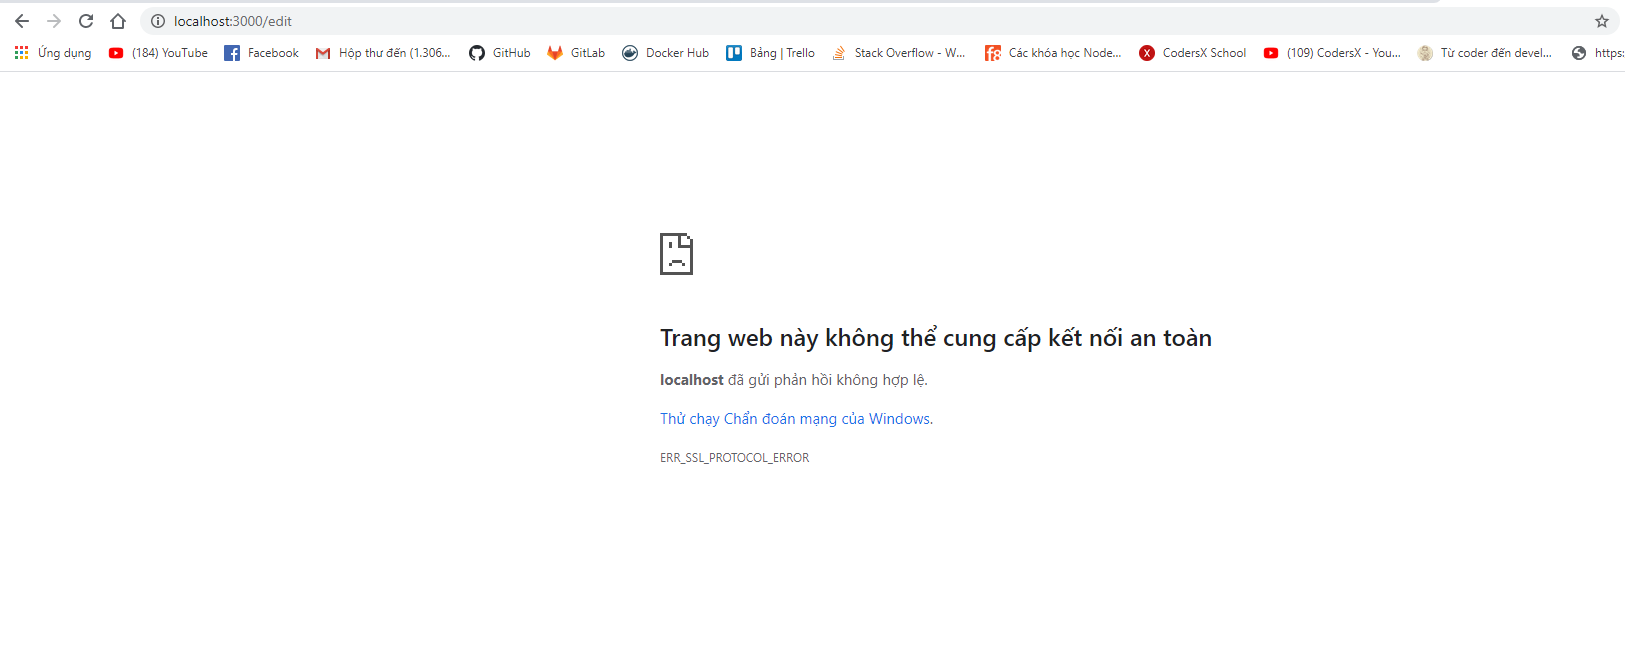 localhost:3000/edit
Ứng dụng (184) YouTube Facebook Hộp thư đến (1.306... GitHub GitLab Docker Hub Bảng | Trello Stack Overflow - W... Các khóa học Node... CodersX School (109) CodersX - You... Từ coder đến devel... https:
Trang web này không thể cung cấp kết nối an toàn
localhost đã gửi phản hồi không hợp lệ.
Thử chạy Chẩn đoán mạng của Windows.
ERR_SSL_PROTOCOL_ERROR